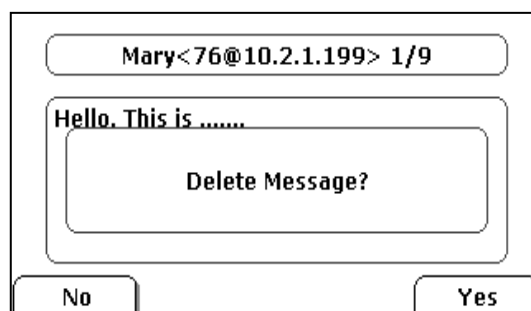 Mary<76@10.2.1.199> 1/9
Hello. This is .......
Delete Message?
No Yes